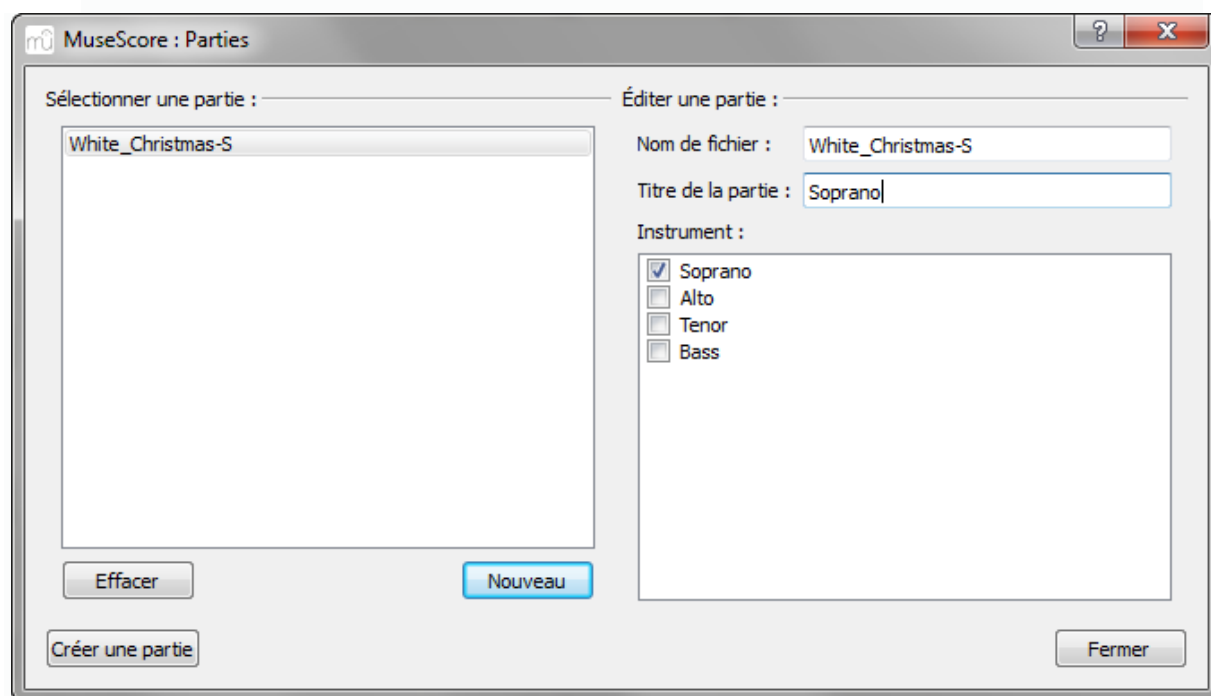 MuseScore : Parties
Sélectionner une partie :
White_Christmas-S
Effacer
Nouveau
Créer une partie
Éditer une partie :
Nom de fichier : White_Christmas-S
Titre de la partie : Soprano
Instrument :
Soprano
Alto
Tenor
Bass
Fermer